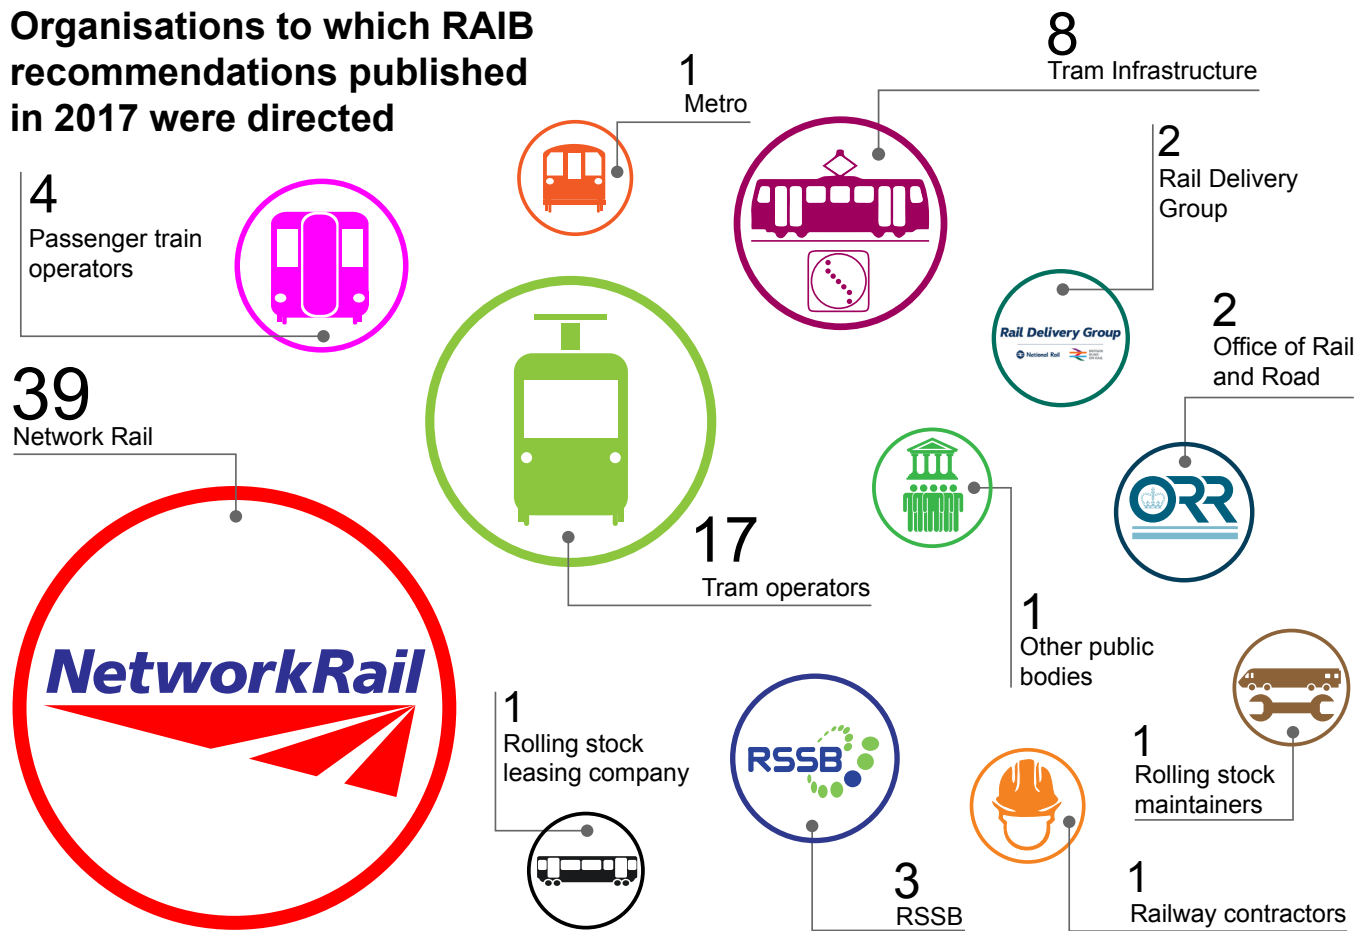 Organisations to which RAIB
recommendations published
in 2017 were directed
1
Metro
8
Tram Infrastructure
2
Rail Delivery
Group
4
Passenger train
operators
Rail Delivery Group
National Rail
2
Office of Rail
and Road
39
Network Rail
ORR
17
Tram operators
1
Other public
bodies
NetworkRail
1
Rolling stock
leasing company
RSSB
1
Rolling stock
maintainers
3
RSSB
1
Railway contractors